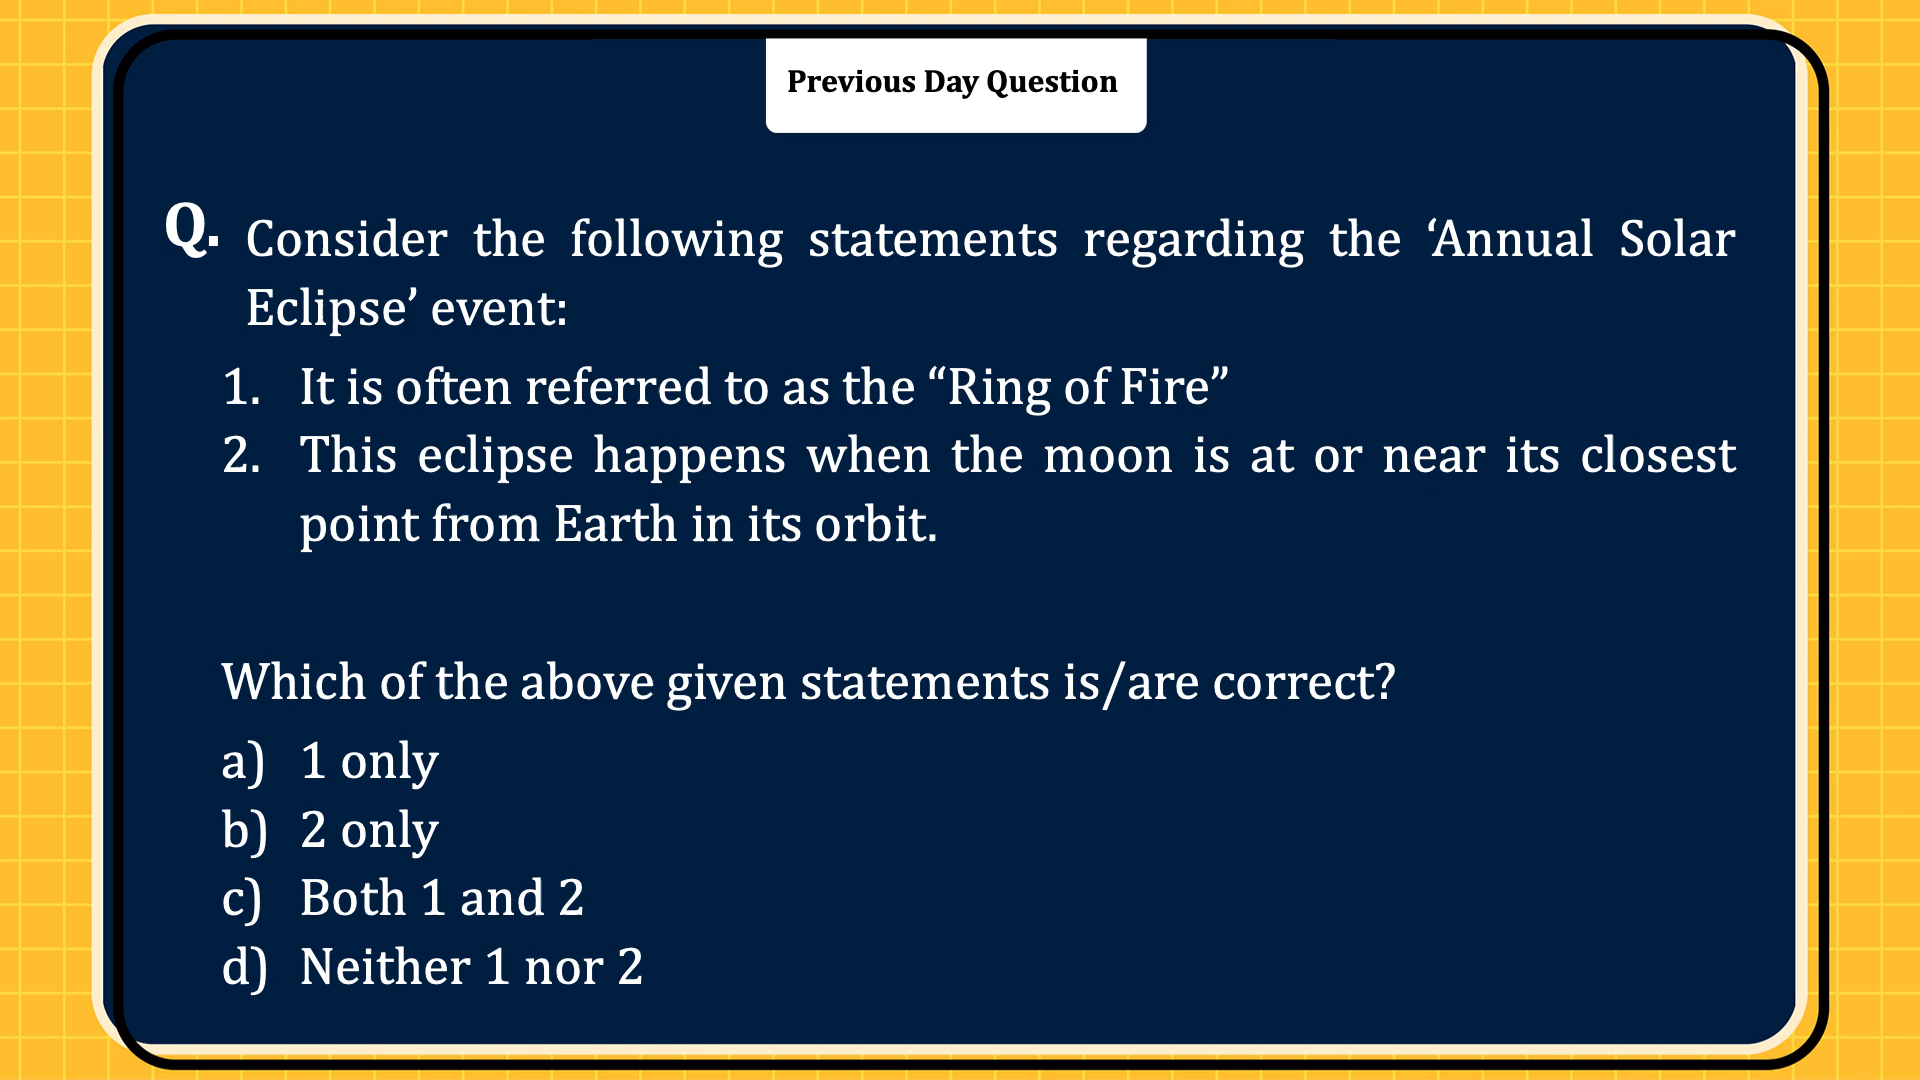 Previous Day Question
Q. Consider the following statements regarding the ‘Annual Solar
Eclipse’ event:
1. It is often referred to as the “Ring of Fire”
2. This eclipse happens when the moon is at or near its closest
point from Earth in its orbit.
Which of the above given statements is/are correct?
a) 1 only
b) 2 only
c) Both 1 and 2
d) Neither 1 nor 2